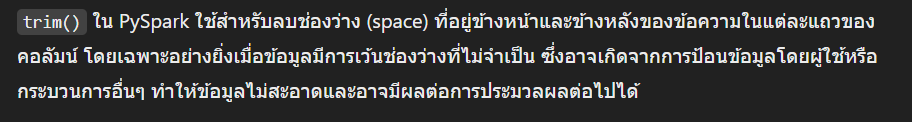 trim() ใน PySpark ใช้สำหรับลบช่องว่าง (space) ที่อยู่ข้างหน้าและข้างหลังของข้อความในแต่ละแถวของ
คอลัมน์ โดยเฉพาะอย่างยิ่งเมื่อข้อมูลมีการเว้นช่องว่างที่ไม่จำเป็น ซึ่งอาจเกิดจากการป้อนข้อมูลโดยผู้ใช้หรือ
กระบวนการอื่นๆ ทำให้ข้อมูลไม่สะอาดและอาจมีผลต่อการประมวลผลต่อไปได้